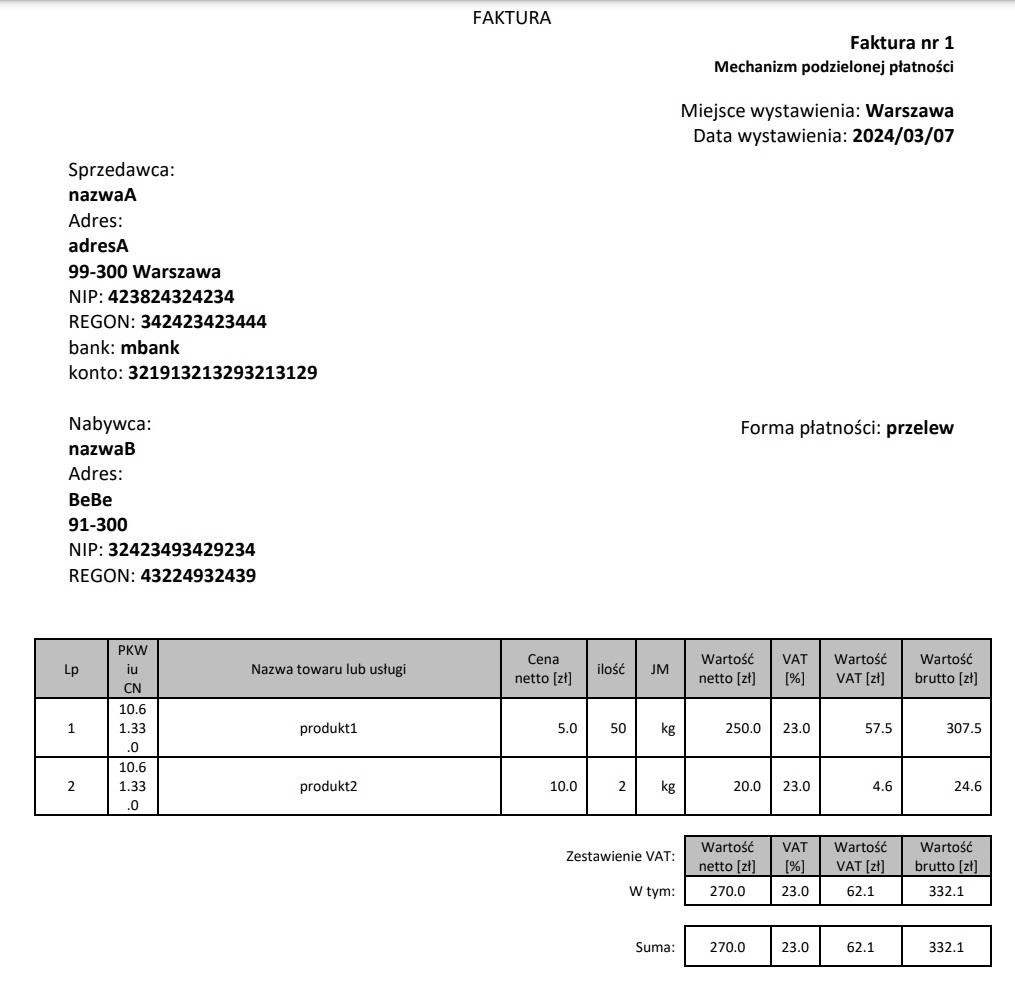 FAKTURA
Faktura nr 1
Mechanizm podzielonej płatności
Miejsce wystawienia: Warszawa
Data wystawienia: 2024/03/07
Sprzedawca:
nazwaA
Adres:
adresA
99-300 Warszawa
NIP: 423824324234
REGON: 342423423444
bank: mbank
konto: 321913213293213129
Nabywca:
Forma płatności: przelew
nazwaB
Adres:
BeBe
91-300
NIP: 32423493429234
REGON: 43224932439
Lp PKWiu CN Nazwa towaru lub usługi Cena netto [zł] ilość JM Wartość netto [zł] VAT [%] Wartość VAT [zł] Wartość brutto [zł]
1 10.61.33.0 produkt1 5.0 50 kg 250.0 23.0 57.5 307.5
2 10.61.33.0 produkt2 10.0 2 kg 20.0 23.0 4.6 24.6
Zestawienie VAT: Wartość netto [zł] VAT [%] Wartość VAT [zł] Wartość brutto [zł]
W tym: 270.0 23.0 62.1 332.1
Suma: 270.0 23.0 62.1 332.1